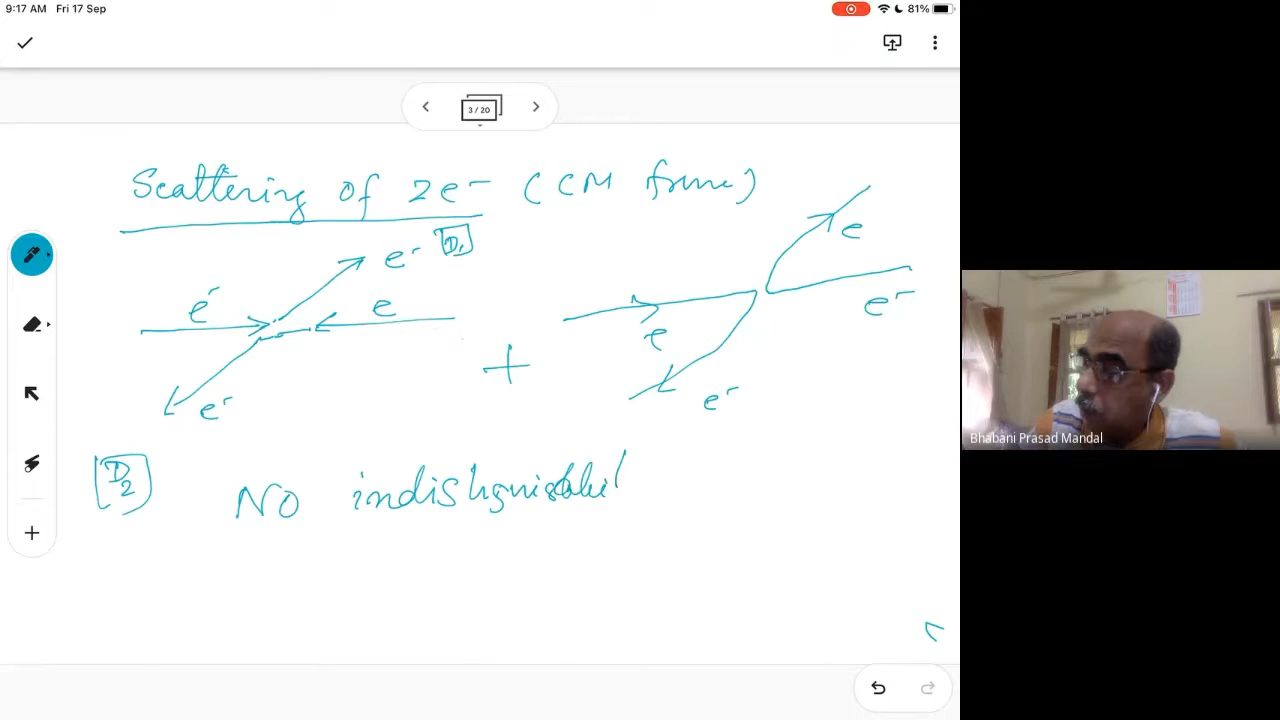 9:17 AM Fri 17 Sep
81%
3 / 20
Scattering of 2e- (CM frame)
e- D1
e
e-
e
e
e-
+
e
e-
e-
D2
No
Bhabani Prasad Mandal